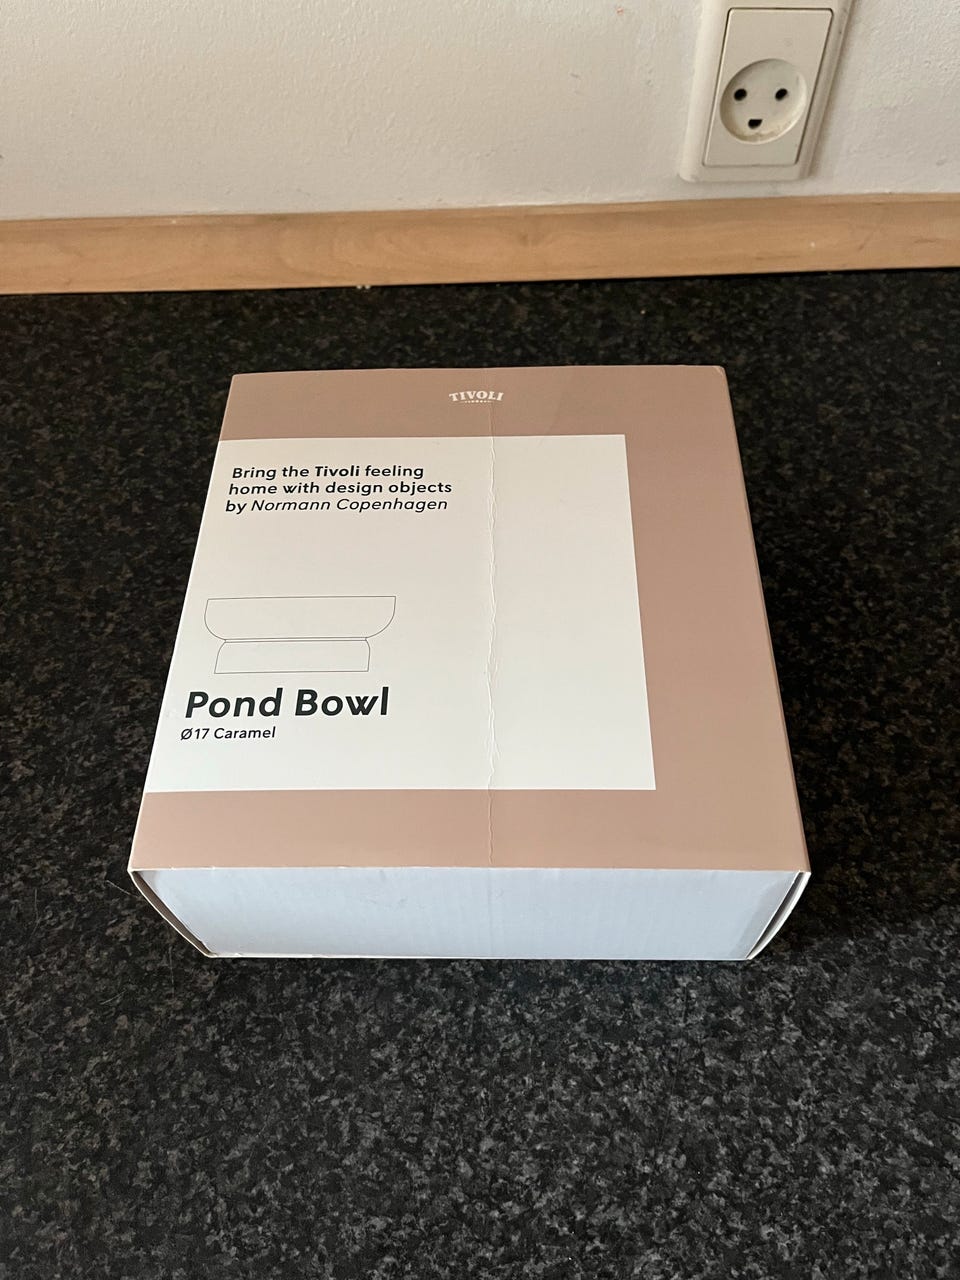 TIVOLI
Bring the Tivoli feeling
home with design objects
by Normann Copenhagen
Pond Bowl
Ø17 Caramel